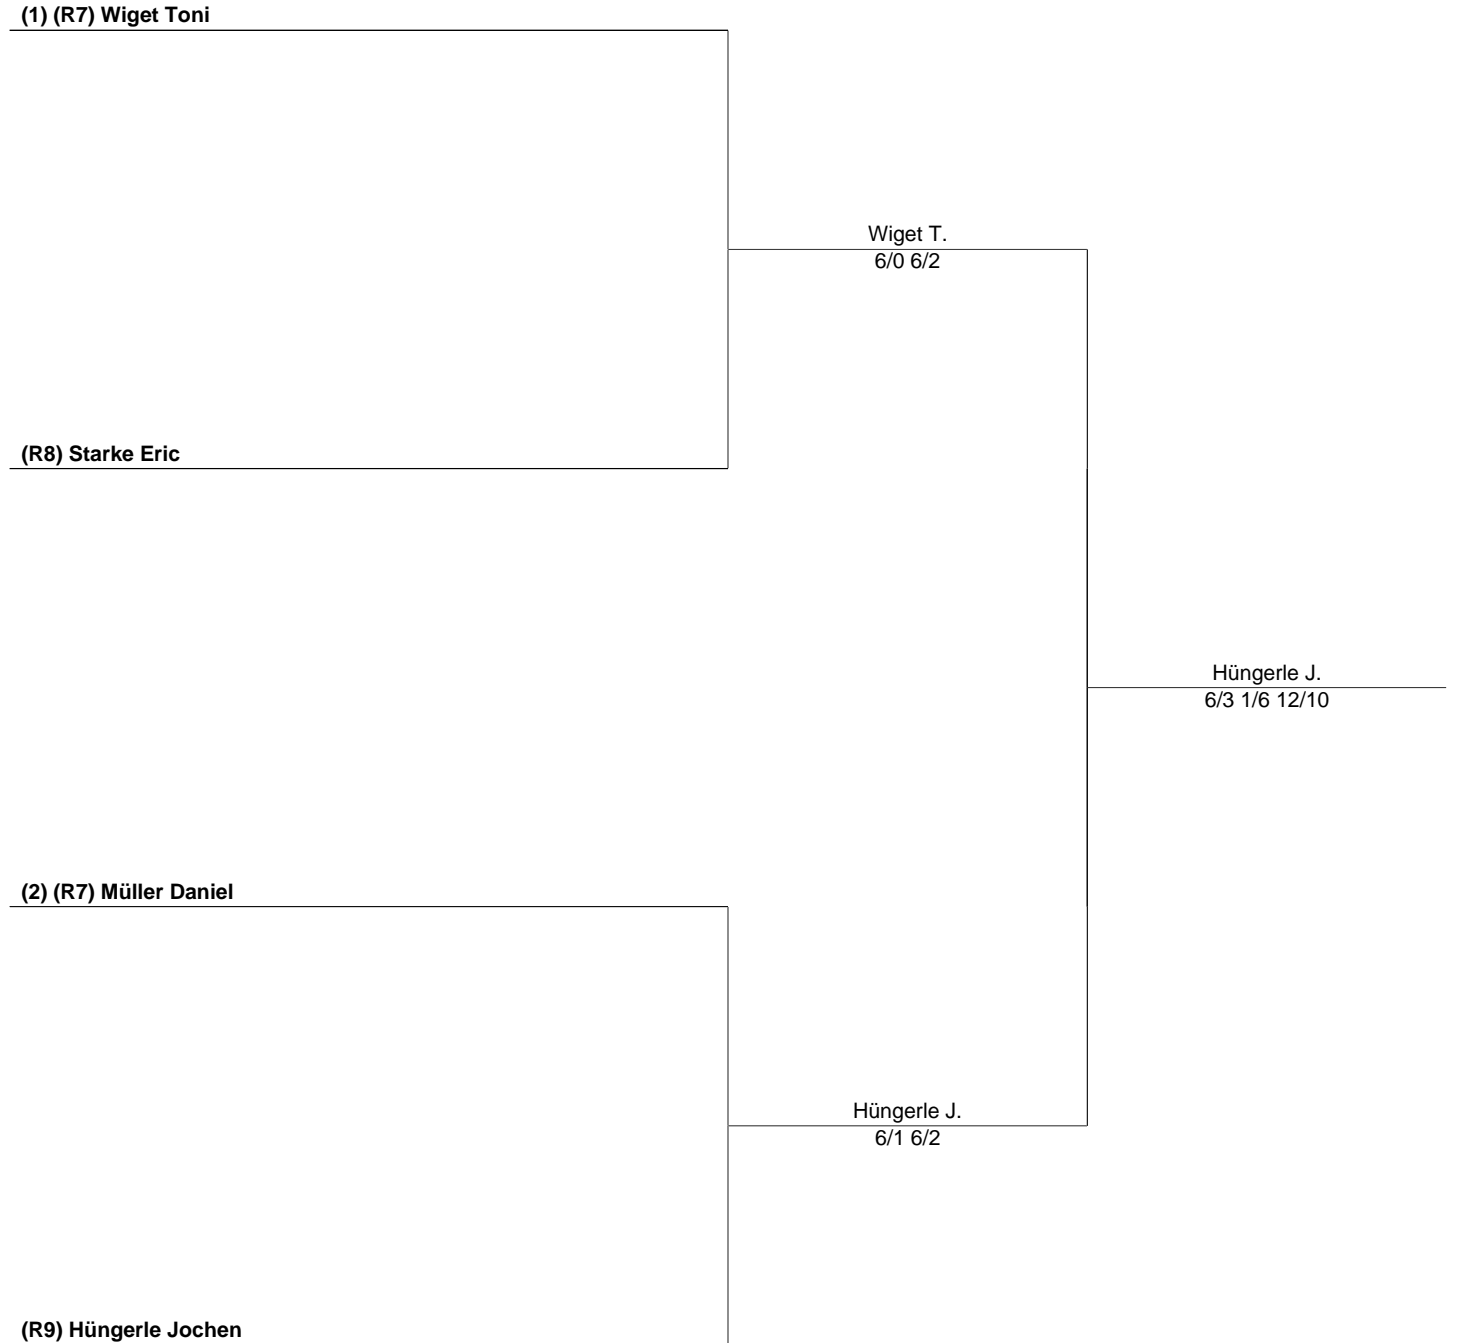 (1) (R7) Wiget Toni
Wiget T.
6/0 6/2
(R8) Starke Eric
Hüngerle J.
6/3 1/6 12/10
(2) (R7) Müller Daniel
Hüngerle J.
6/1 6/2
(R9) Hüngerle Jochen